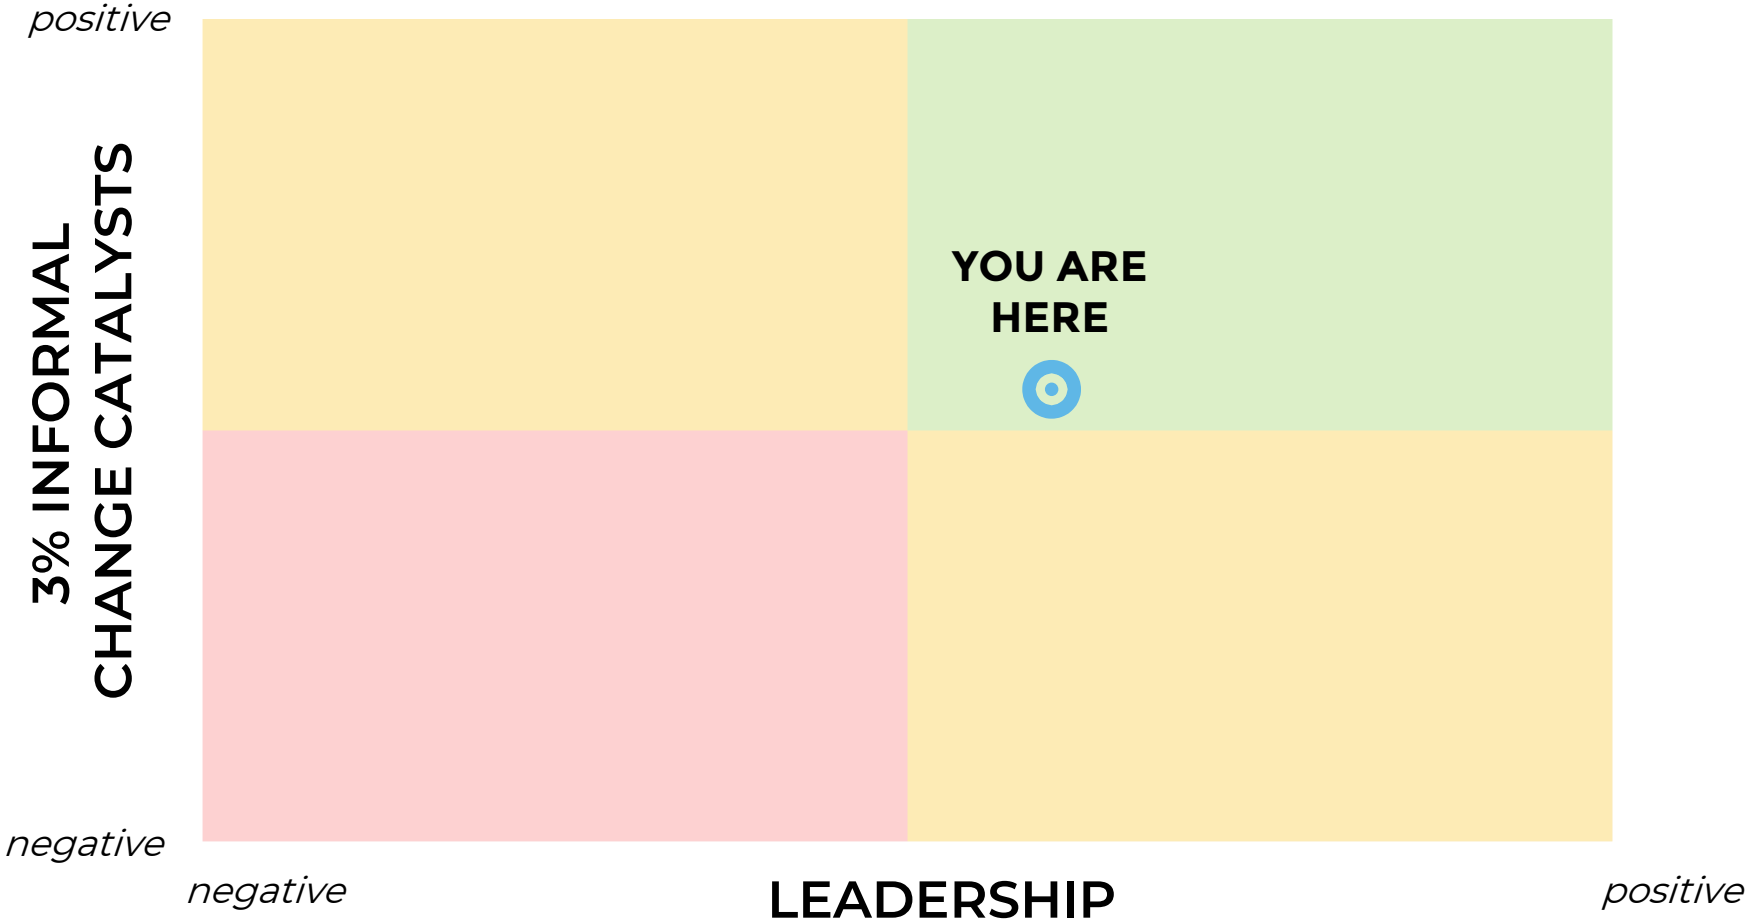 positive
3% INFORMAL
CHANGE CATALYSTS
YOU ARE
HERE
negative
negative
LEADERSHIP
positive